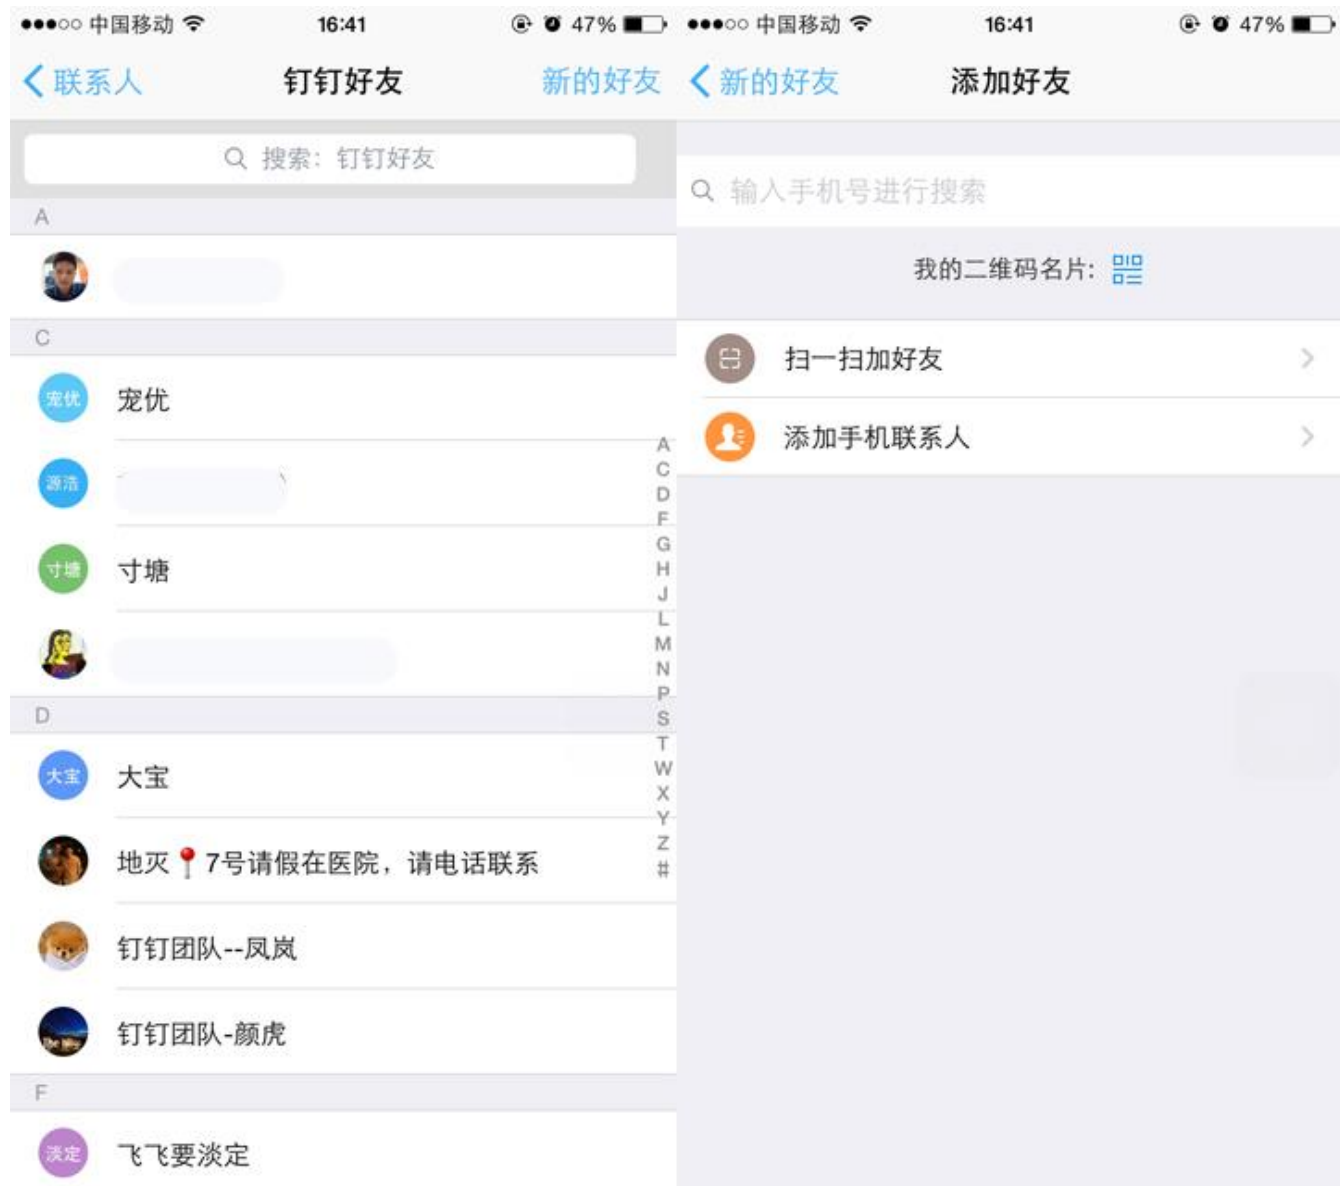 中国移动 16:41 47%
联系人 钉钉好友 新的好友
搜索：钉钉好友
A
C
宠优 宠优
源浩
寸塘 寸塘
D
大宝 大宝
地灭📍7号请假在医院，请电话联系
钉钉团队--凤岚
钉钉团队-颜虎
F
淡定 飞飞要淡定
A
C
D
F
G
H
J
L
M
N
P
S
T
W
X
Y
Z
#
中国移动 16:41 47%
新的好友 添加好友
输入手机号进行搜索
我的二维码名片:
扫一扫加好友
添加手机联系人